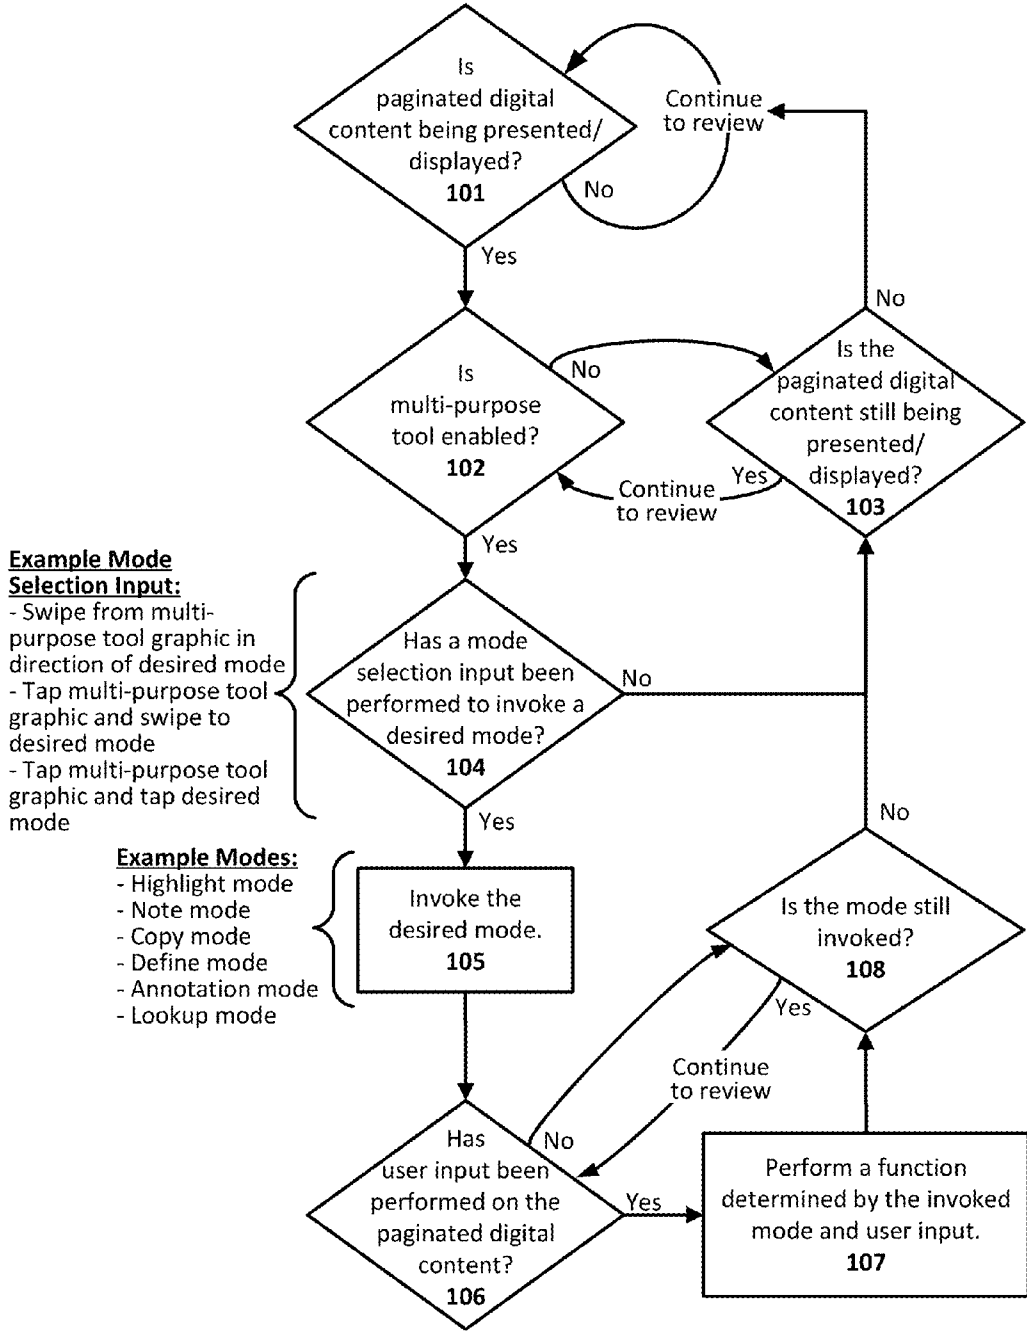 Is
paginated digital
content being presented/
displayed?
101
No
Continue
to review
Yes
Is
multi-purpose
tool enabled?
102
No
Is the
paginated digital
content still being
presented/
displayed?
103
No
Yes
Continue
to review
Yes
Example Mode
Selection Input:
- Swipe from multi-
purpose tool graphic in
direction of desired mode
- Tap multi-purpose tool
graphic and swipe to
desired mode
- Tap multi-purpose tool
graphic and tap desired
mode
Has a mode
selection input been
performed to invoke a
desired mode?
104
No
Yes
Example Modes:
- Highlight mode
- Note mode
- Copy mode
- Define mode
- Annotation mode
- Lookup mode
Invoke the
desired mode.
105
No
Is the mode still
invoked?
108
Yes
Continue
to review
Has
user input been
performed on the
paginated digital
content?
106
No
Yes
Perform a function
determined by the invoked
mode and user input.
107